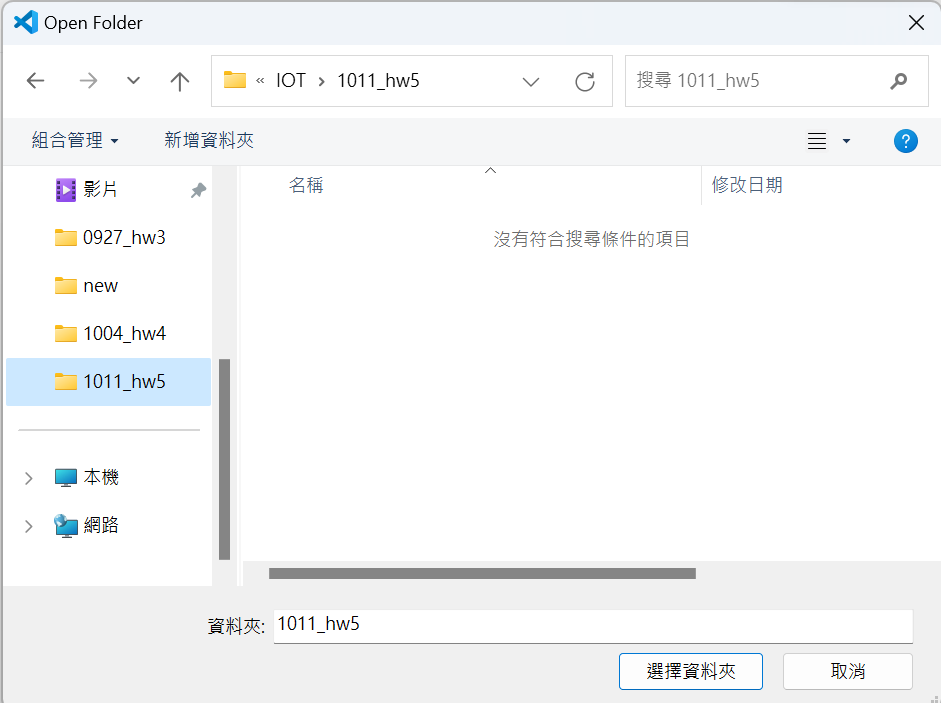 Open Folder
« IOT › 1011_hw5
搜尋 1011_hw5
組合管理
新增資料夾
?
影片
0927_hw3
new
1004_hw4
1011_hw5
本機
網路
名稱
修改日期
沒有符合搜尋條件的項目
資料夾: 1011_hw5
選擇資料夾
取消